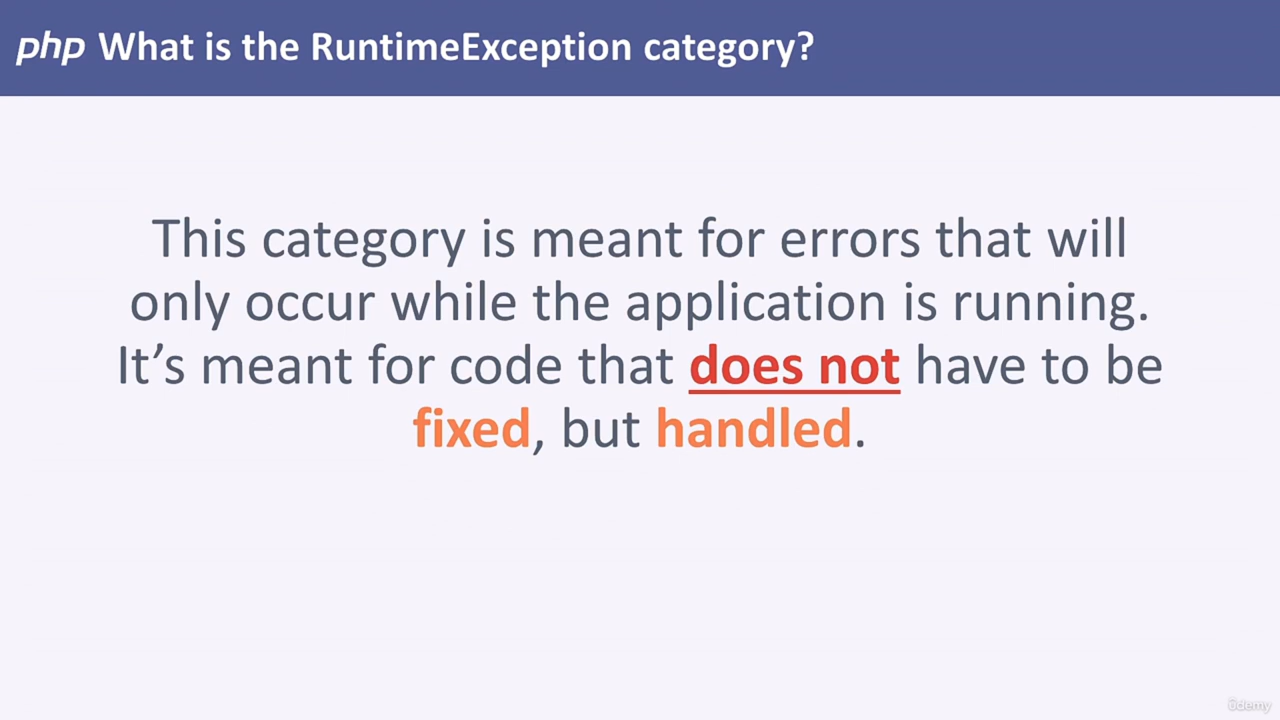 php What is the RuntimeException category?
This category is meant for errors that will
only occur while the application is running.
It’s meant for code that does not have to be
fixed, but handled.
ûdemy